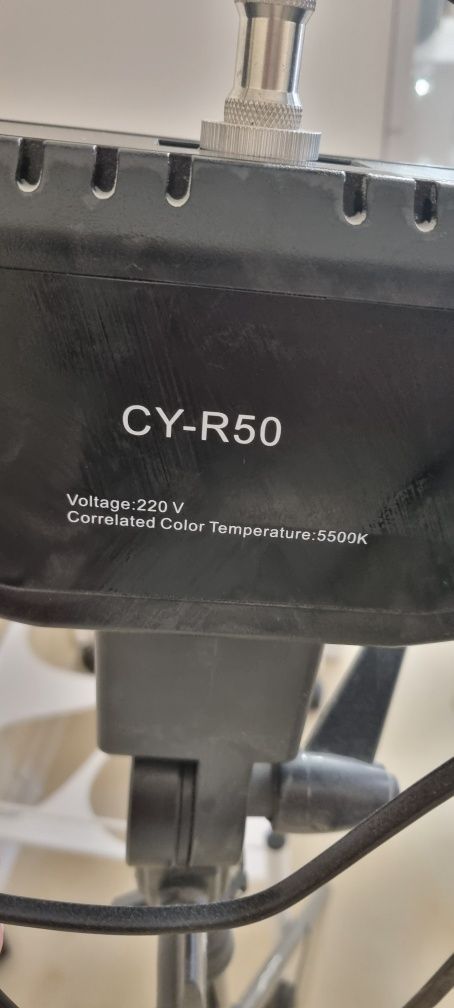 CY-R50
Voltage:220 V
Correlated Color Temperature:5500K